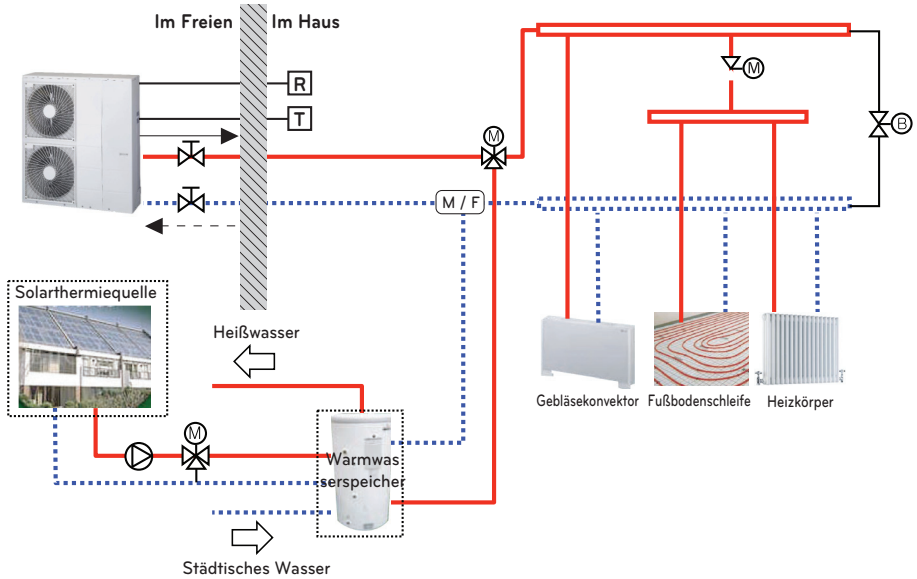 Im Freien
Im Haus
R
T
M
M
B
M / F
Solarthermiequelle
Heißwasser
M
Warmwas
serspeicher
Städtisches Wasser
Gebläsekonvektor
Fußbodenschleife
Heizkörper